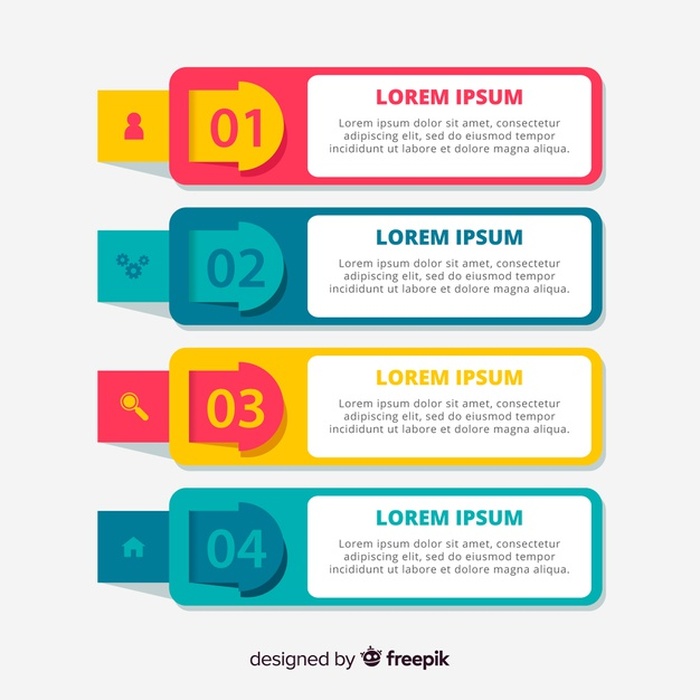 01
LOREM IPSUM
Lorem ipsum dolor sit amet, consectetur
adipiscing elit, sed do eiusmod tempor
incididunt ut labore et dolore magna aliqua.
02
LOREM IPSUM
Lorem ipsum dolor sit amet, consectetur
adipiscing elit, sed do eiusmod tempor
incididunt ut labore et dolore magna aliqua.
03
LOREM IPSUM
Lorem ipsum dolor sit amet, consectetur
adipiscing elit, sed do eiusmod tempor
incididunt ut labore et dolore magna aliqua.
04
LOREM IPSUM
Lorem ipsum dolor sit amet, consectetur
adipiscing elit, sed do eiusmod tempor
incididunt ut labore et dolore magna aliqua.
designed by freepik